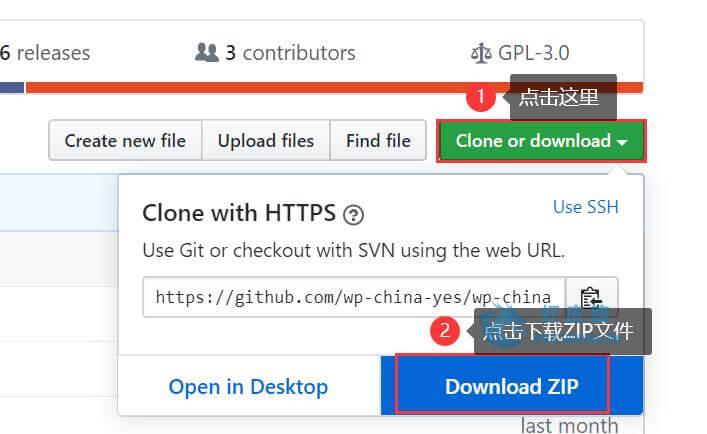 6 releases 3 contributors GPL-3.0
1 点击这里
Create new file Upload files Find file Clone or download
Clone with HTTPS ? Use SSH
Use Git or checkout with SVN using the web URL.
https://github.com/wp-china-yes/wp-china
2 点击下载ZIP文件
Open in Desktop Download ZIP
last month